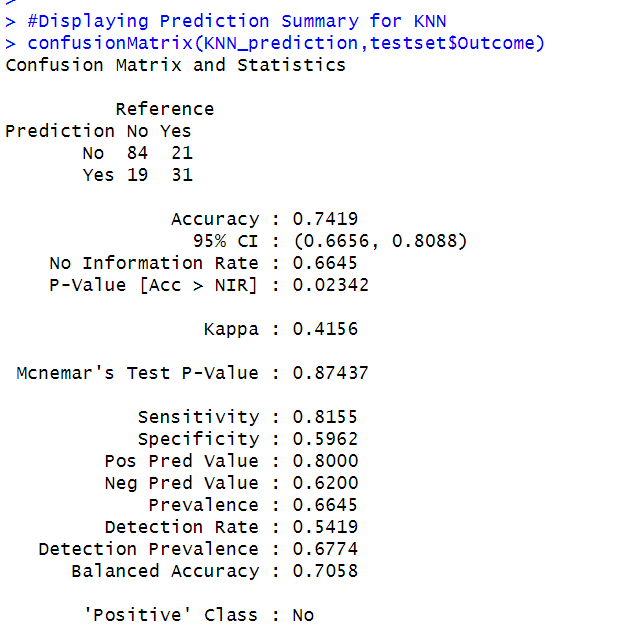 >
> #Displaying Prediction Summary for KNN
> confusionMatrix(KNN_prediction,testset$Outcome)
Confusion Matrix and Statistics
Reference
Prediction No Yes
No 84 21
Yes 19 31
Accuracy : 0.7419
95% CI : (0.6656, 0.8088)
No Information Rate : 0.6645
P-Value [Acc > NIR] : 0.02342
Kappa : 0.4156
Mcnemar's Test P-Value : 0.87437
Sensitivity : 0.8155
Specificity : 0.5962
Pos Pred Value : 0.8000
Neg Pred Value : 0.6200
Prevalence : 0.6645
Detection Rate : 0.5419
Detection Prevalence : 0.6774
Balanced Accuracy : 0.7058
'Positive' Class : No